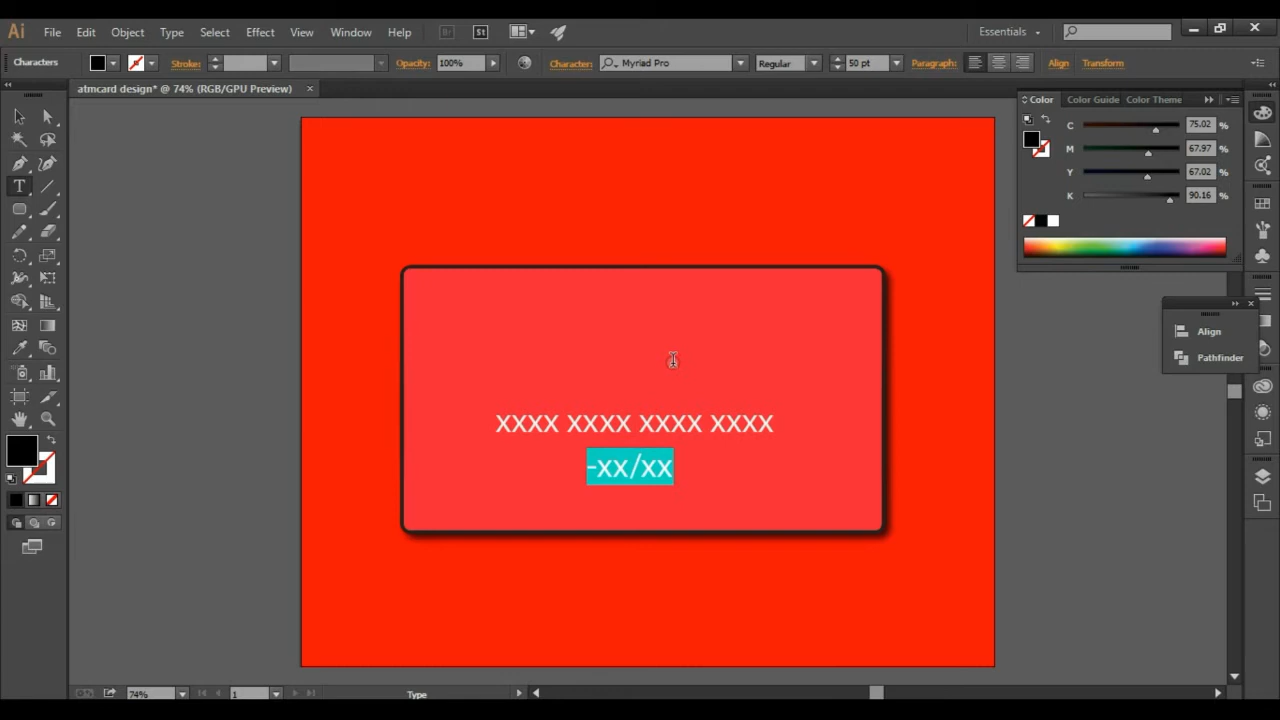 Ai File Edit Object Type Select Effect View Window Help Br St Essentials
Characters Stroke: Opacity: 100% Character: Myriad Pro Regular 50 pt Paragraph: Align Transform
atmcard design* @ 74% (RGB/GPU Preview) ×
Color Color Guide Color Theme
C 75.02 %
M 67.97 %
Y 67.02 %
K 90.16 %
Align
Pathfinder
xxxx xxxx xxxx xxxx
-xx/xx
74% 1 Type